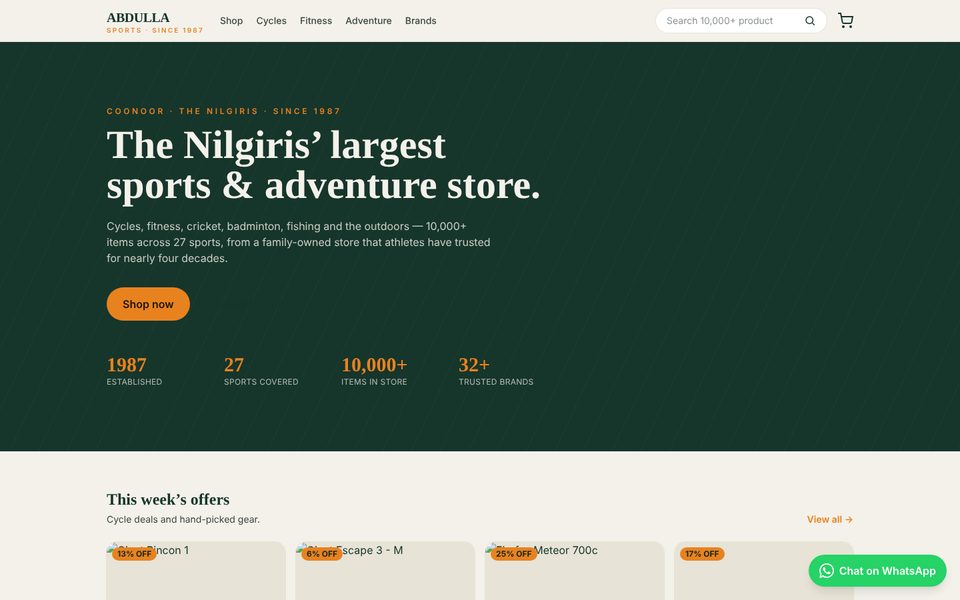 ABDULLA
SPORTS · SINCE 1987
Shop Cycles Fitness Adventure Brands
Search 10,000+ product
COONOOR · THE NILGIRIS · SINCE 1987
The Nilgiris’ largest
sports & adventure store.
Cycles, fitness, cricket, badminton, fishing and the outdoors — 10,000+
items across 27 sports, from a family-owned store that athletes have trusted
for nearly four decades.
Shop now
1987 27 10,000+ 32+
ESTABLISHED SPORTS COVERED ITEMS IN STORE TRUSTED BRANDS
This week’s offers
Cycle deals and hand-picked gear.
View all →
13% OFF
6% OFF
25% OFF
17% OFF
Rincon 1
Escape 3 - M
Meteor 700c
Chat on WhatsApp